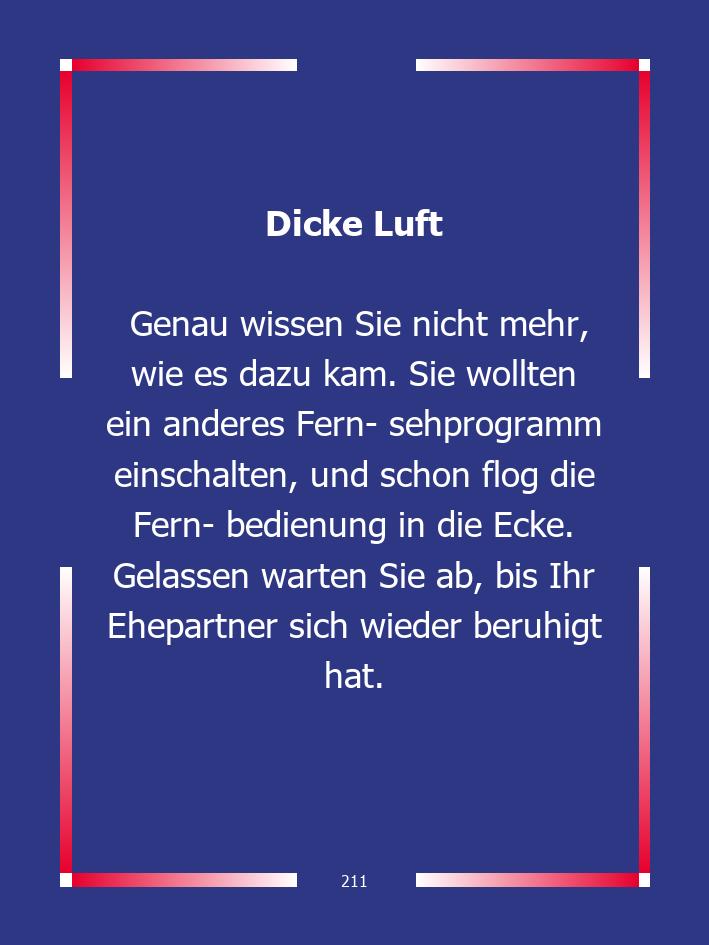 Dicke Luft
Genau wissen Sie nicht mehr,
wie es dazu kam. Sie wollten
ein anderes Fern- sehprogramm
einschalten, und schon flog die
Fern- bedienung in die Ecke.
Gelassen warten Sie ab, bis Ihr
Ehepartner sich wieder beruhigt
hat.
211